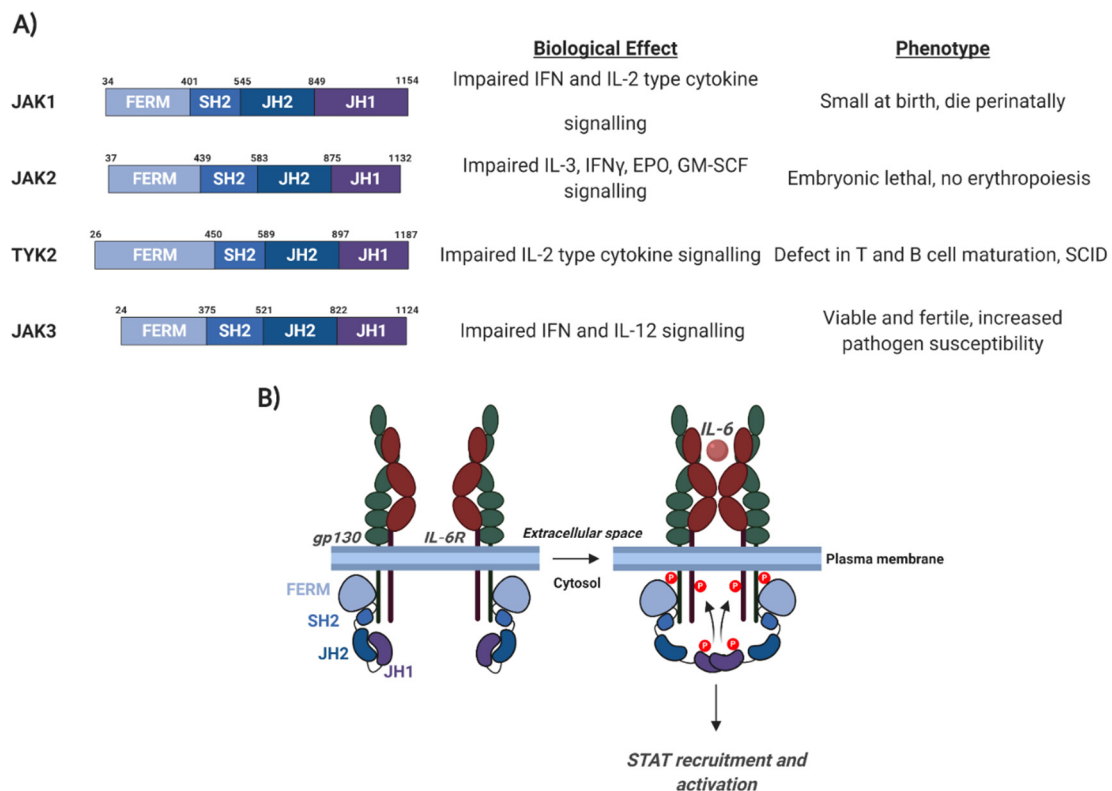 A)
Biological Effect
Phenotype
34 401 545 849 1154
JAK1
FERM SH2 JH2 JH1
Impaired IFN and IL-2 type cytokine
signalling
Small at birth, die perinatally
37 439 583 875 1132
JAK2
FERM SH2 JH2 JH1
Impaired IL-3, IFNγ, EPO, GM-SCF
signalling
Embryonic lethal, no erythropoiesis
26 450 589 897 1187
TYK2
FERM SH2 JH2 JH1
Impaired IL-2 type cytokine signalling
Defect in T and B cell maturation, SCID
24 375 521 822 1124
JAK3
FERM SH2 JH2 JH1
Impaired IFN and IL-12 signalling
Viable and fertile, increased
pathogen susceptibility
B)
IL-6
gp130
IL-6R
Extracellular space
Plasma membrane
Cytosol
FERM
SH2
JH2
JH1
P
P
P
P
P
P
STAT recruitment and
activation